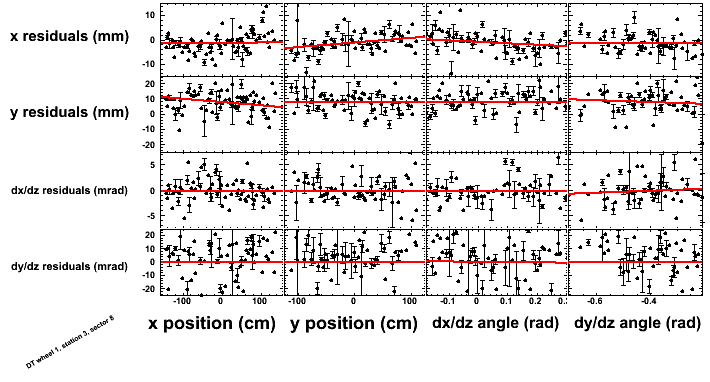 x residuals (mm)
10
0
-10
y residuals (mm)
20
10
0
-10
-20
dx/dz residuals (mrad)
5
0
-5
dy/dz residuals (mrad)
20
10
0
-10
-20
-100 0 100
-100 0 100
-0.1 0 0.1 0.2 0.
-0.6 -0.4
x position (cm) y position (cm) dx/dz angle (rad) dy/dz angle (rad)
DT wheel 1, station 3, sector 8